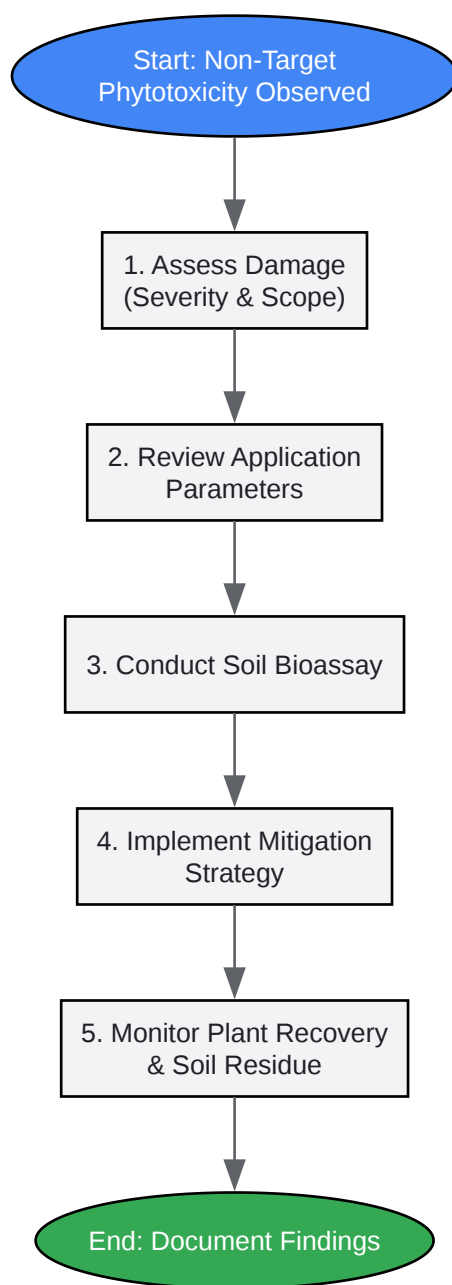 Start: Non-Target
Phytotoxicity Observed
1. Assess Damage
(Severity & Scope)
2. Review Application
Parameters
3. Conduct Soil Bioassay
4. Implement Mitigation
Strategy
5. Monitor Plant Recovery
& Soil Residue
End: Document Findings